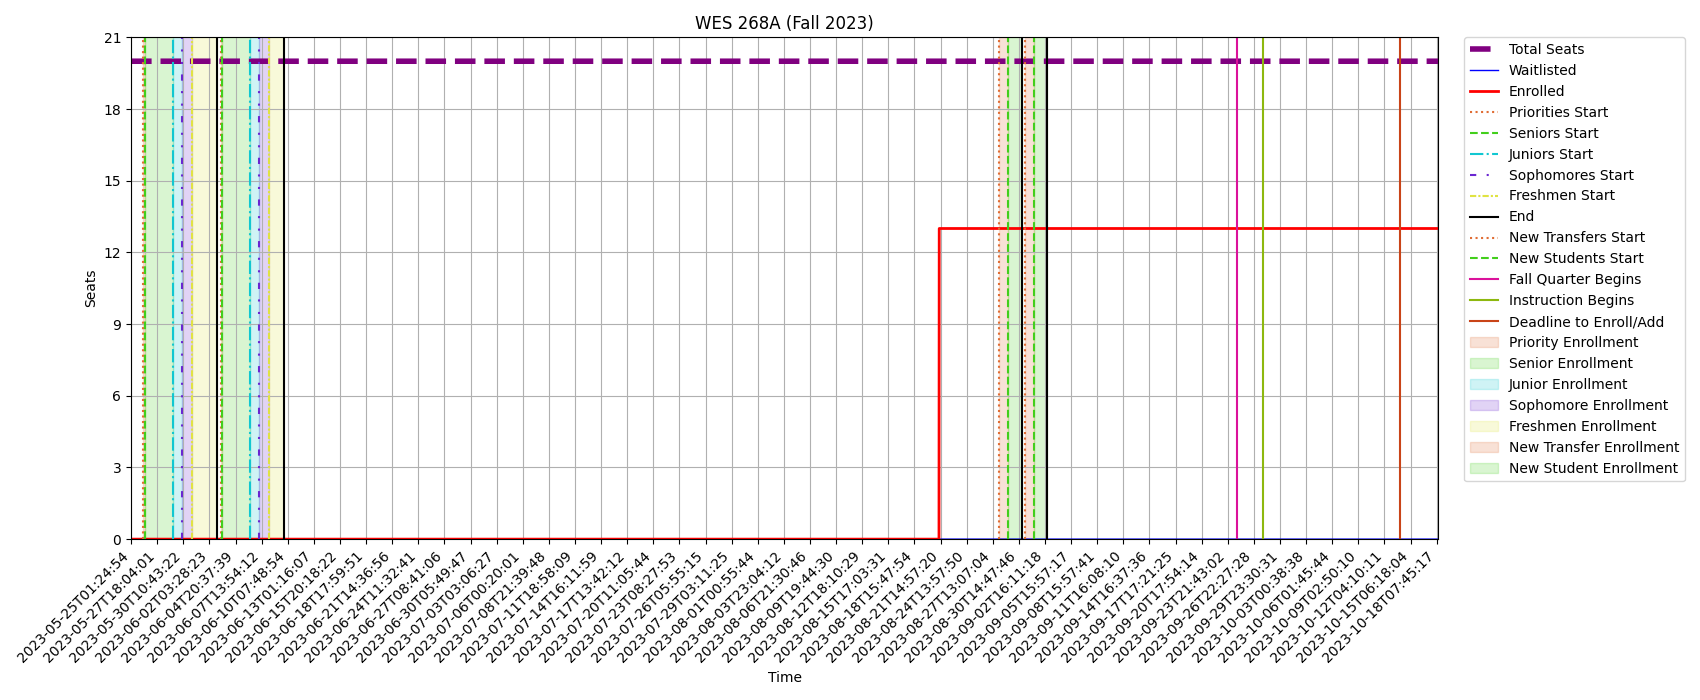 WES 268A (Fall 2023)
21
18
15
12
9
6
3
0
Seats
2023-05-25T01:24:54
2023-05-27T18:04:01
2023-05-30T10:43:22
2023-06-02T03:28:23
2023-06-04T20:37:39
2023-06-07T13:54:12
2023-06-10T07:48:54
2023-06-13T01:16:07
2023-06-15T20:18:22
2023-06-18T17:59:51
2023-06-21T14:36:56
2023-06-24T11:32:41
2023-06-27T08:41:06
2023-06-30T05:49:47
2023-07-03T03:06:27
2023-07-06T00:20:01
2023-07-08T21:39:48
2023-07-11T18:58:09
2023-07-14T16:11:59
2023-07-17T13:42:12
2023-07-20T11:05:44
2023-07-23T08:27:53
2023-07-26T05:55:15
2023-07-29T03:11:25
2023-08-01T00:55:44
2023-08-03T23:04:12
2023-08-06T21:30:46
2023-08-09T19:44:30
2023-08-12T18:10:29
2023-08-15T17:03:31
2023-08-18T15:47:54
2023-08-21T14:57:20
2023-08-24T13:57:50
2023-08-27T13:07:04
2023-08-30T14:47:46
2023-09-02T16:11:18
2023-09-05T15:57:17
2023-09-08T15:57:41
2023-09-11T16:08:10
2023-09-14T16:37:36
2023-09-17T17:21:25
2023-09-20T17:54:14
2023-09-23T21:43:02
2023-09-26T22:27:28
2023-09-29T23:30:31
2023-10-03T00:38:38
2023-10-06T01:45:44
2023-10-09T02:50:10
2023-10-12T04:10:11
2023-10-15T06:18:04
2023-10-18T07:45:17
Time
Total Seats
Waitlisted
Enrolled
Priorities Start
Seniors Start
Juniors Start
Sophomores Start
Freshmen Start
End
New Transfers Start
New Students Start
Fall Quarter Begins
Instruction Begins
Deadline to Enroll/Add
Priority Enrollment
Senior Enrollment
Junior Enrollment
Sophomore Enrollment
Freshmen Enrollment
New Transfer Enrollment
New Student Enrollment